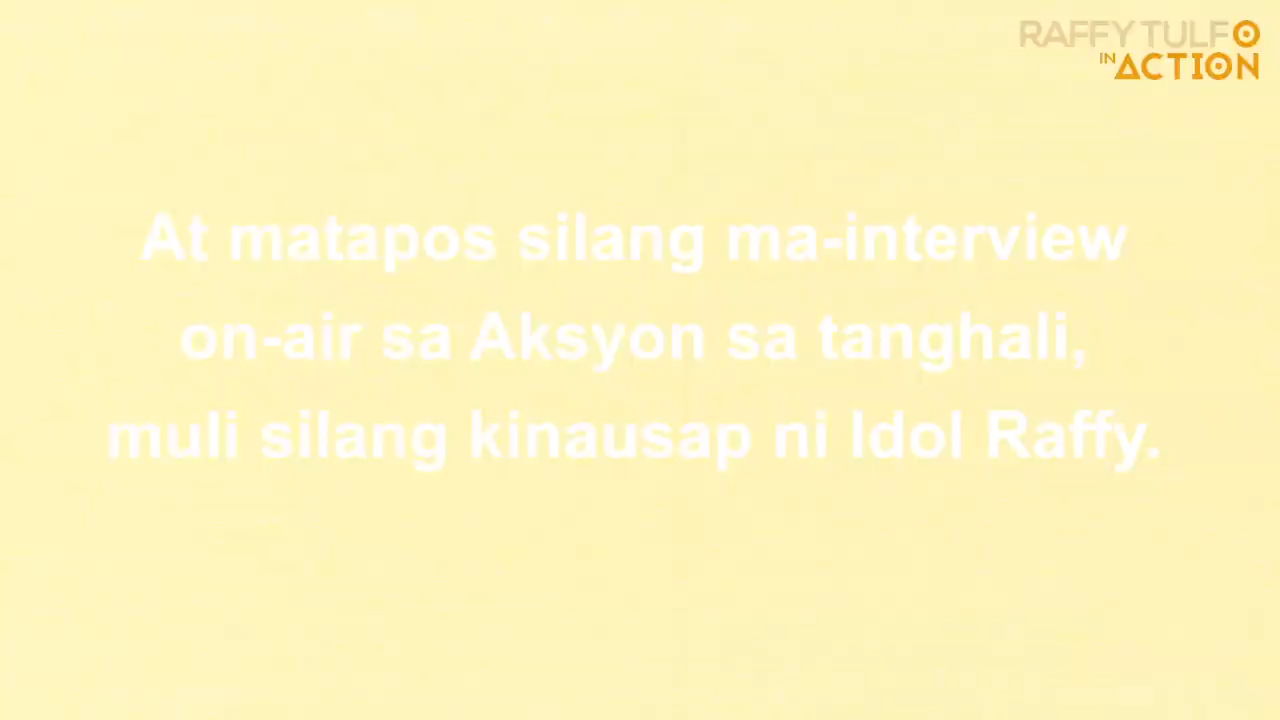 RAFFY TULFO
IN ACTION
At matapos silang ma-interview
on-air sa Aksyon sa tanghali,
muli silang kinausap ni Idol Raffy.